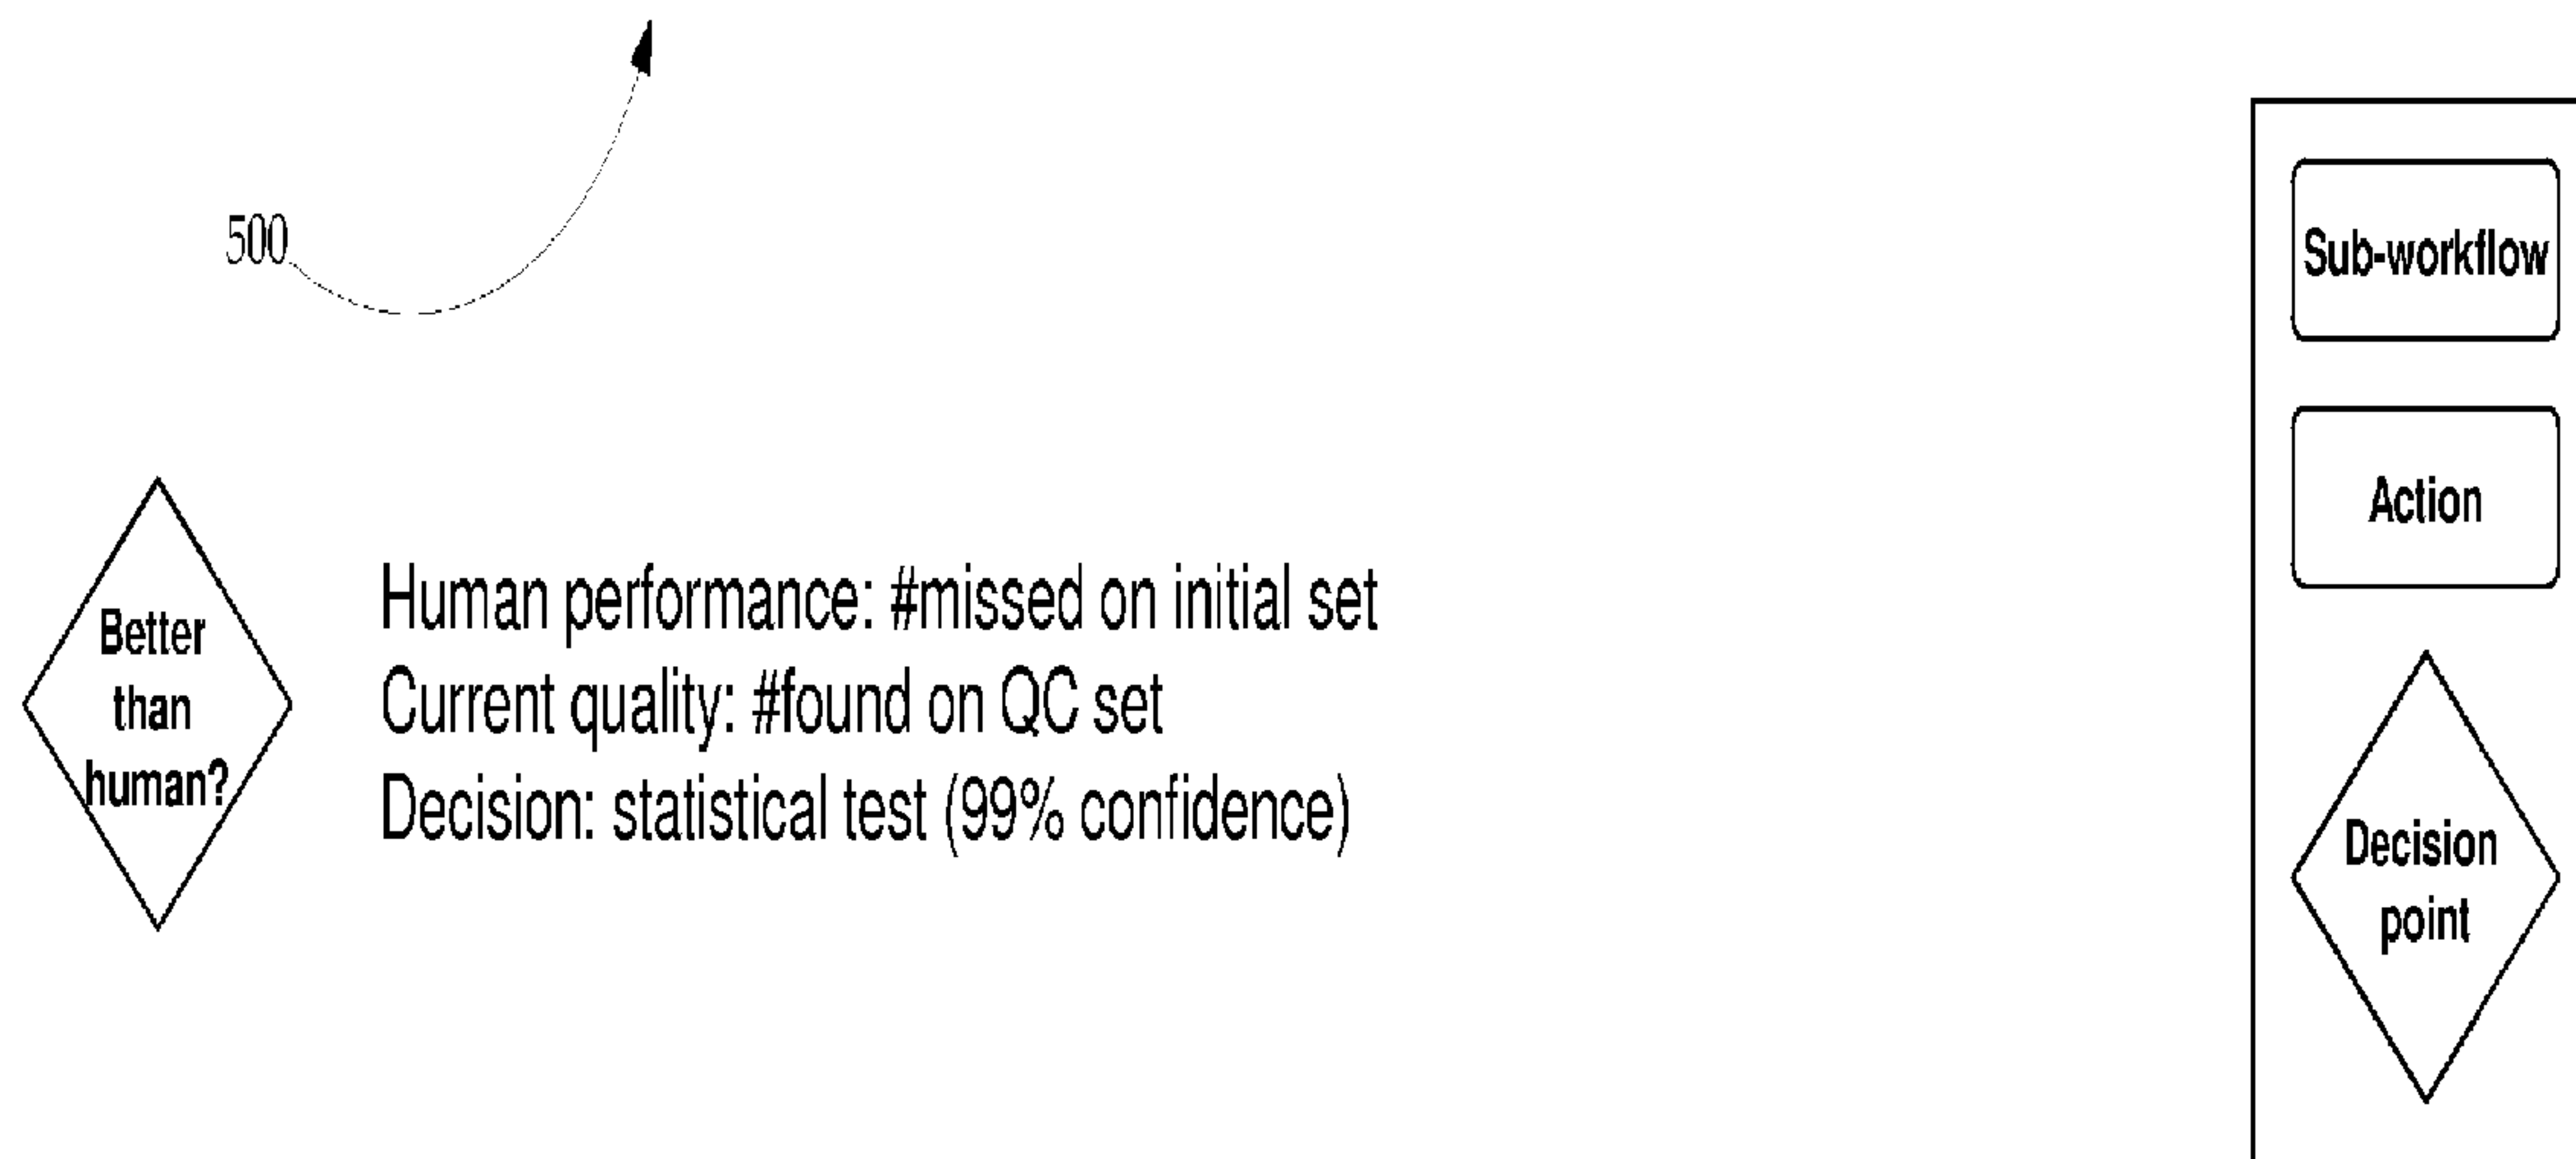 500
Better
than
human?
Human performance: #missed on initial set
Current quality: #found on QC set
Decision: statistical test (99% confidence)
Sub-workflow
Action
Decision
point